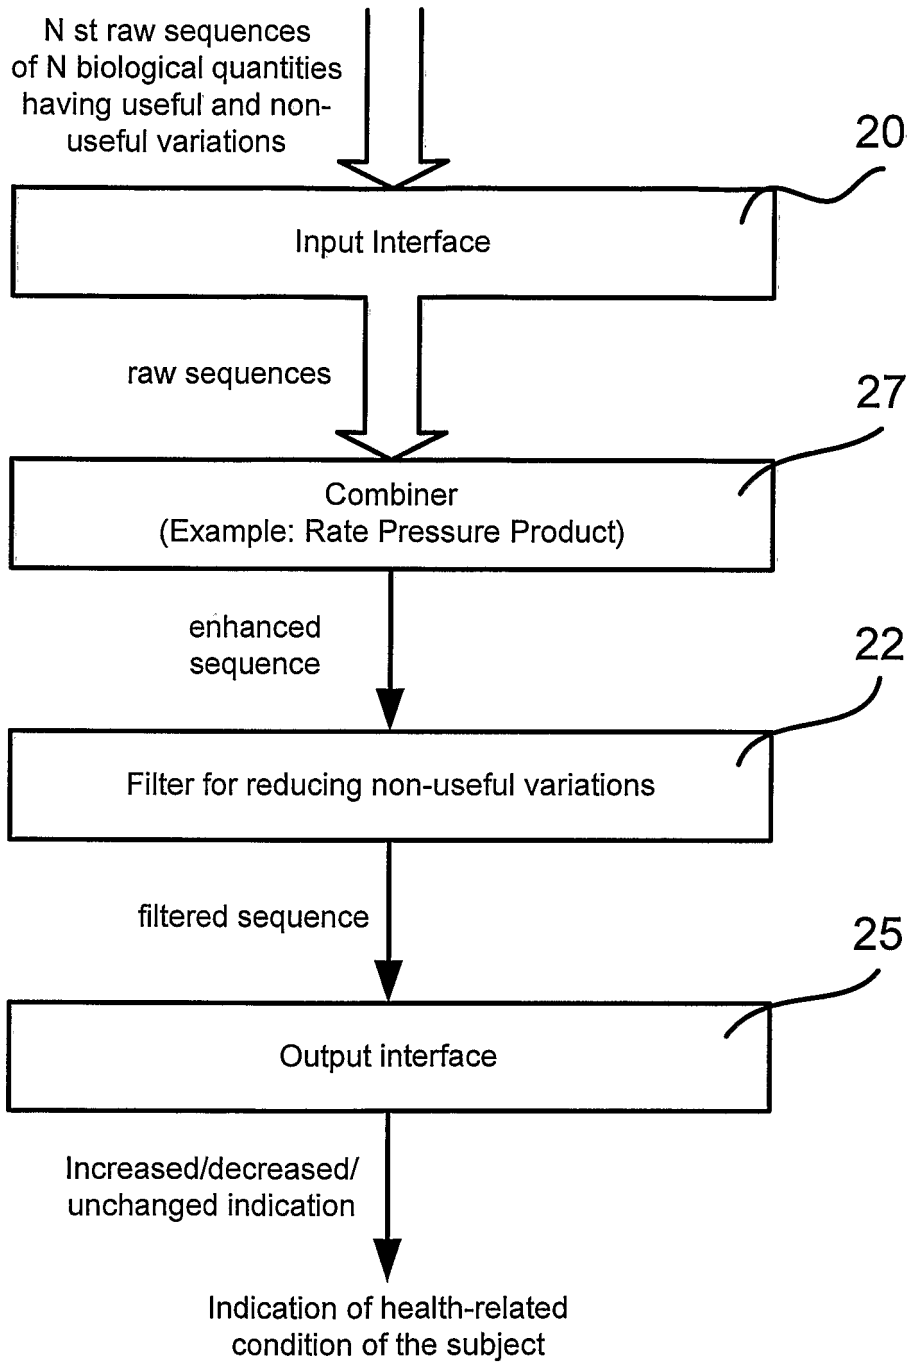 N st raw sequences
of N biological quantities
having useful and non-
useful variations
20
Input Interface
raw sequences
27
Combiner
(Example: Rate Pressure Product)
enhanced
sequence
22
Filter for reducing non-useful variations
filtered sequence
25
Output interface
Increased/decreased/
unchanged indication
Indication of health-related
condition of the subject